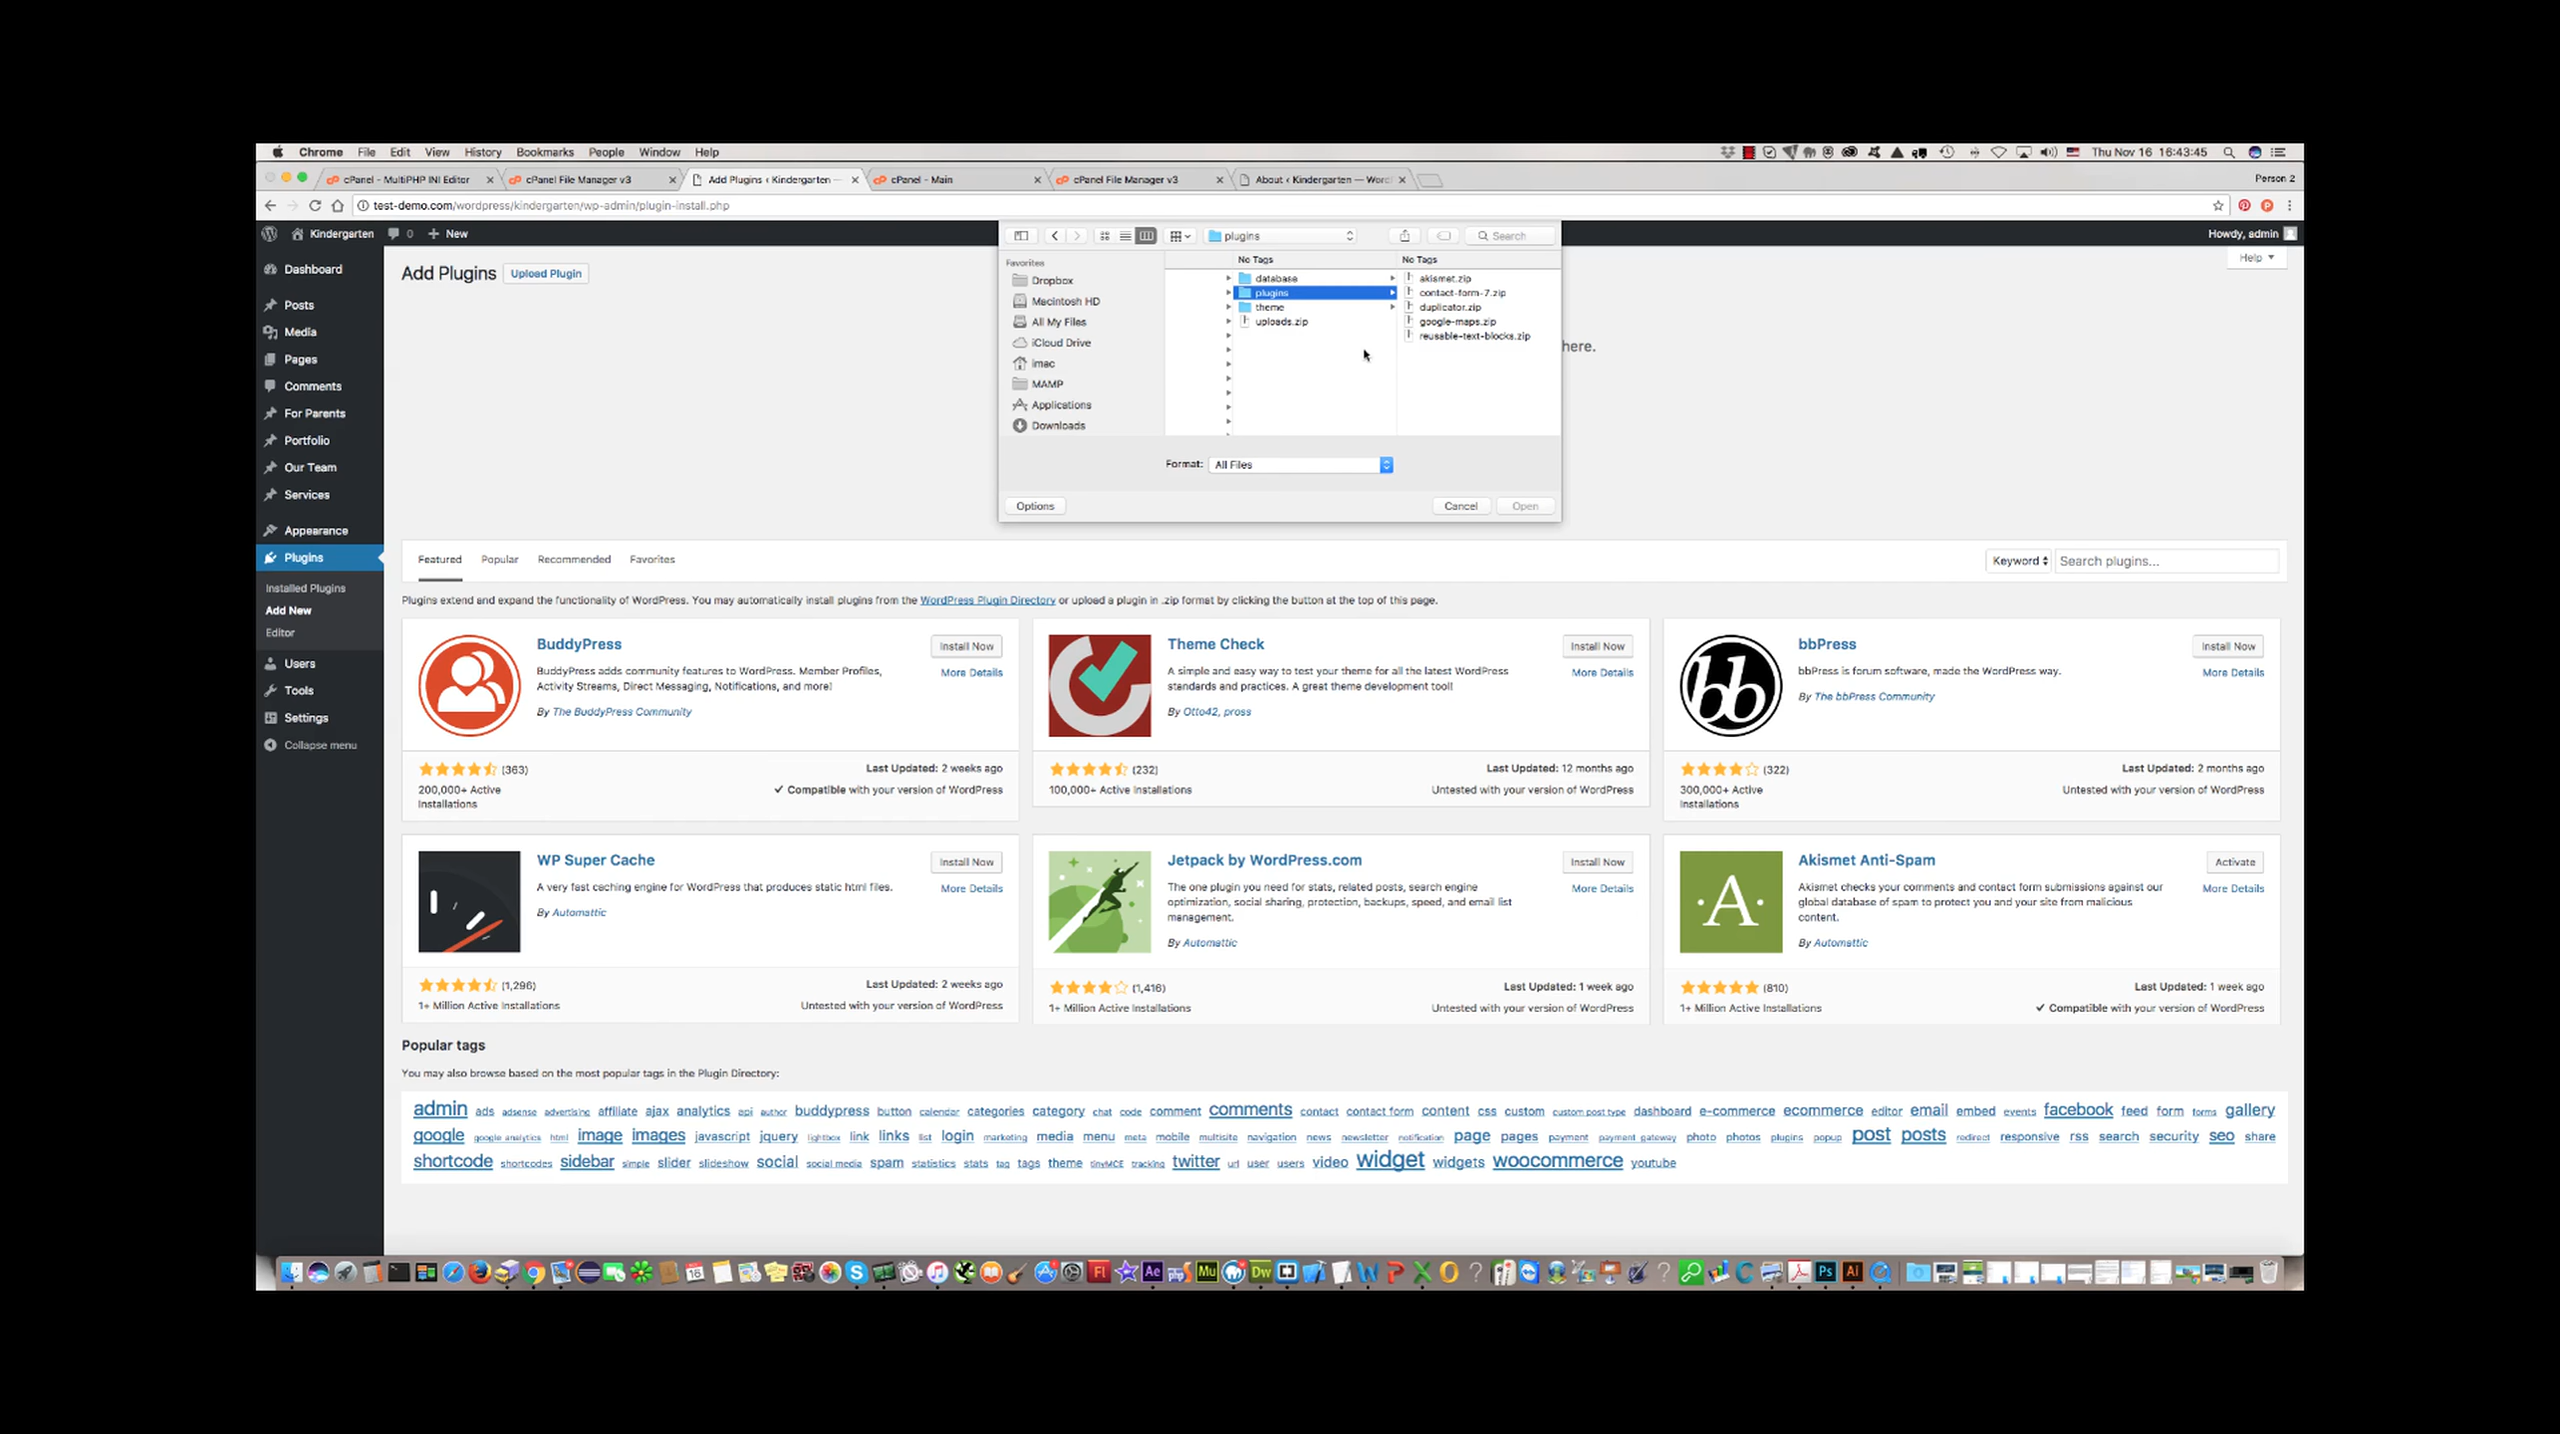 Chrome File Edit View History Bookmarks People Window Help Thu Nov 16 16:43:45
cPanel - MultiPHP INI Editor cPanel File Manager v3 Add Plugins ‹ Kindergarten — cPanel - Main cPanel File Manager v3 About ‹ Kindergarten — Word Person 2
test-demo.com/wordpress/kindergarten/wp-admin/plugin-install.php
Kindergarten 0 + New Howdy, admin
plugins Search
Help
Dashboard
Posts
Media
Pages
Comments
For Parents
Portfolio
Our Team
Services
Appearance
Plugins
Installed Plugins
Add New
Editor
Users
Tools
Settings
Collapse menu
Add Plugins Upload Plugin
Favorites
Dropbox
Macintosh HD
All My Files
iCloud Drive
imac
MAMP
Applications
Downloads
No Tags
database
plugins
theme
uploads.zip
No Tags
akismet.zip
contact-form-7.zip
duplicator.zip
google-maps.zip
reusable-text-blocks.zip
here.
Format: All Files
Options Cancel Open
Featured Popular Recommended Favorites Keyword Search plugins...
Plugins extend and expand the functionality of WordPress. You may automatically install plugins from the WordPress Plugin Directory or upload a plugin in .zip format by clicking the button at the top of this page.
BuddyPress Install Now
BuddyPress adds community features to WordPress. Member Profiles, More Details
Activity Streams, Direct Messaging, Notifications, and more!
By The BuddyPress Community
(363) Last Updated: 2 weeks ago
200,000+ Active Compatible with your version of WordPress
Installations
Theme Check Install Now
A simple and easy way to test your theme for all the latest WordPress More Details
standards and practices. A great theme development tool!
By Otto42, pross
(232) Last Updated: 12 months ago
100,000+ Active Installations Untested with your version of WordPress
bb
bbPress Install Now
bbPress is forum software, made the WordPress way. More Details
By The bbPress Community
(322) Last Updated: 2 months ago
300,000+ Active Untested with your version of WordPress
Installations
WP Super Cache Install Now
A very fast caching engine for WordPress that produces static html files. More Details
By Automattic
(1,296) Last Updated: 2 weeks ago
1+ Million Active Installations Untested with your version of WordPress
Jetpack by WordPress.com Install Now
The one plugin you need for stats, related posts, search engine More Details
optimization, social sharing, protection, backups, speed, and email list
management.
By Automattic
(1,416) Last Updated: 1 week ago
1+ Million Active Installations Untested with your version of WordPress
A
Akismet Anti-Spam Activate
Akismet checks your comments and contact form submissions against our More Details
global database of spam to protect you and your site from malicious
content.
By Automattic
(810) Last Updated: 1 week ago
1+ Million Active Installations Compatible with your version of WordPress
Popular tags
You may also browse based on the most popular tags in the Plugin Directory:
admin ads adsense advertising affiliate ajax analytics api author buddypress button calendar categories category chat code comment comments contact contact form content css custom custom post type dashboard e-commerce ecommerce editor email embed events facebook feed form forms gallery
google google analytics html image images javascript jquery lightbox link links list login marketing media menu meta mobile multisite navigation news newsletter notification page pages payment payment gateway photo photos plugins popup post posts redirect responsive rss search security seo share
shortcode shortcodes sidebar simple slider slideshow social social media spam statistics stats tag tags theme tinyMCE tracking twitter url user users video widget widgets woocommerce youtube
16 Fl Ae php Mu Dw Ps Ai